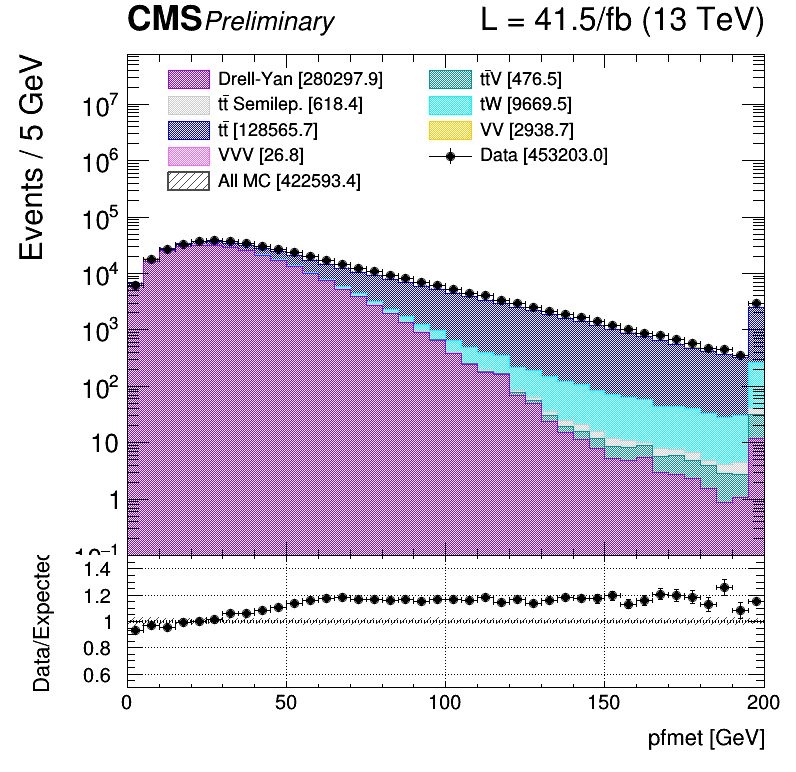 CMS Preliminary L = 41.5/fb (13 TeV)
Events / 5 GeV
Drell-Yan [280297.9]
tt̄ Semilep. [618.4]
tt̄ [128565.7]
VVV [26.8]
All MC [422593.4]
tt̄V [476.5]
tW [9669.5]
VV [2938.7]
Data [453203.0]
10⁷
10⁶
10⁵
10⁴
10³
10²
10
1
10⁻¹
Data/Expected
1.4
1.2
1
0.8
0.6
0 50 100 150 200
pfmet [GeV]